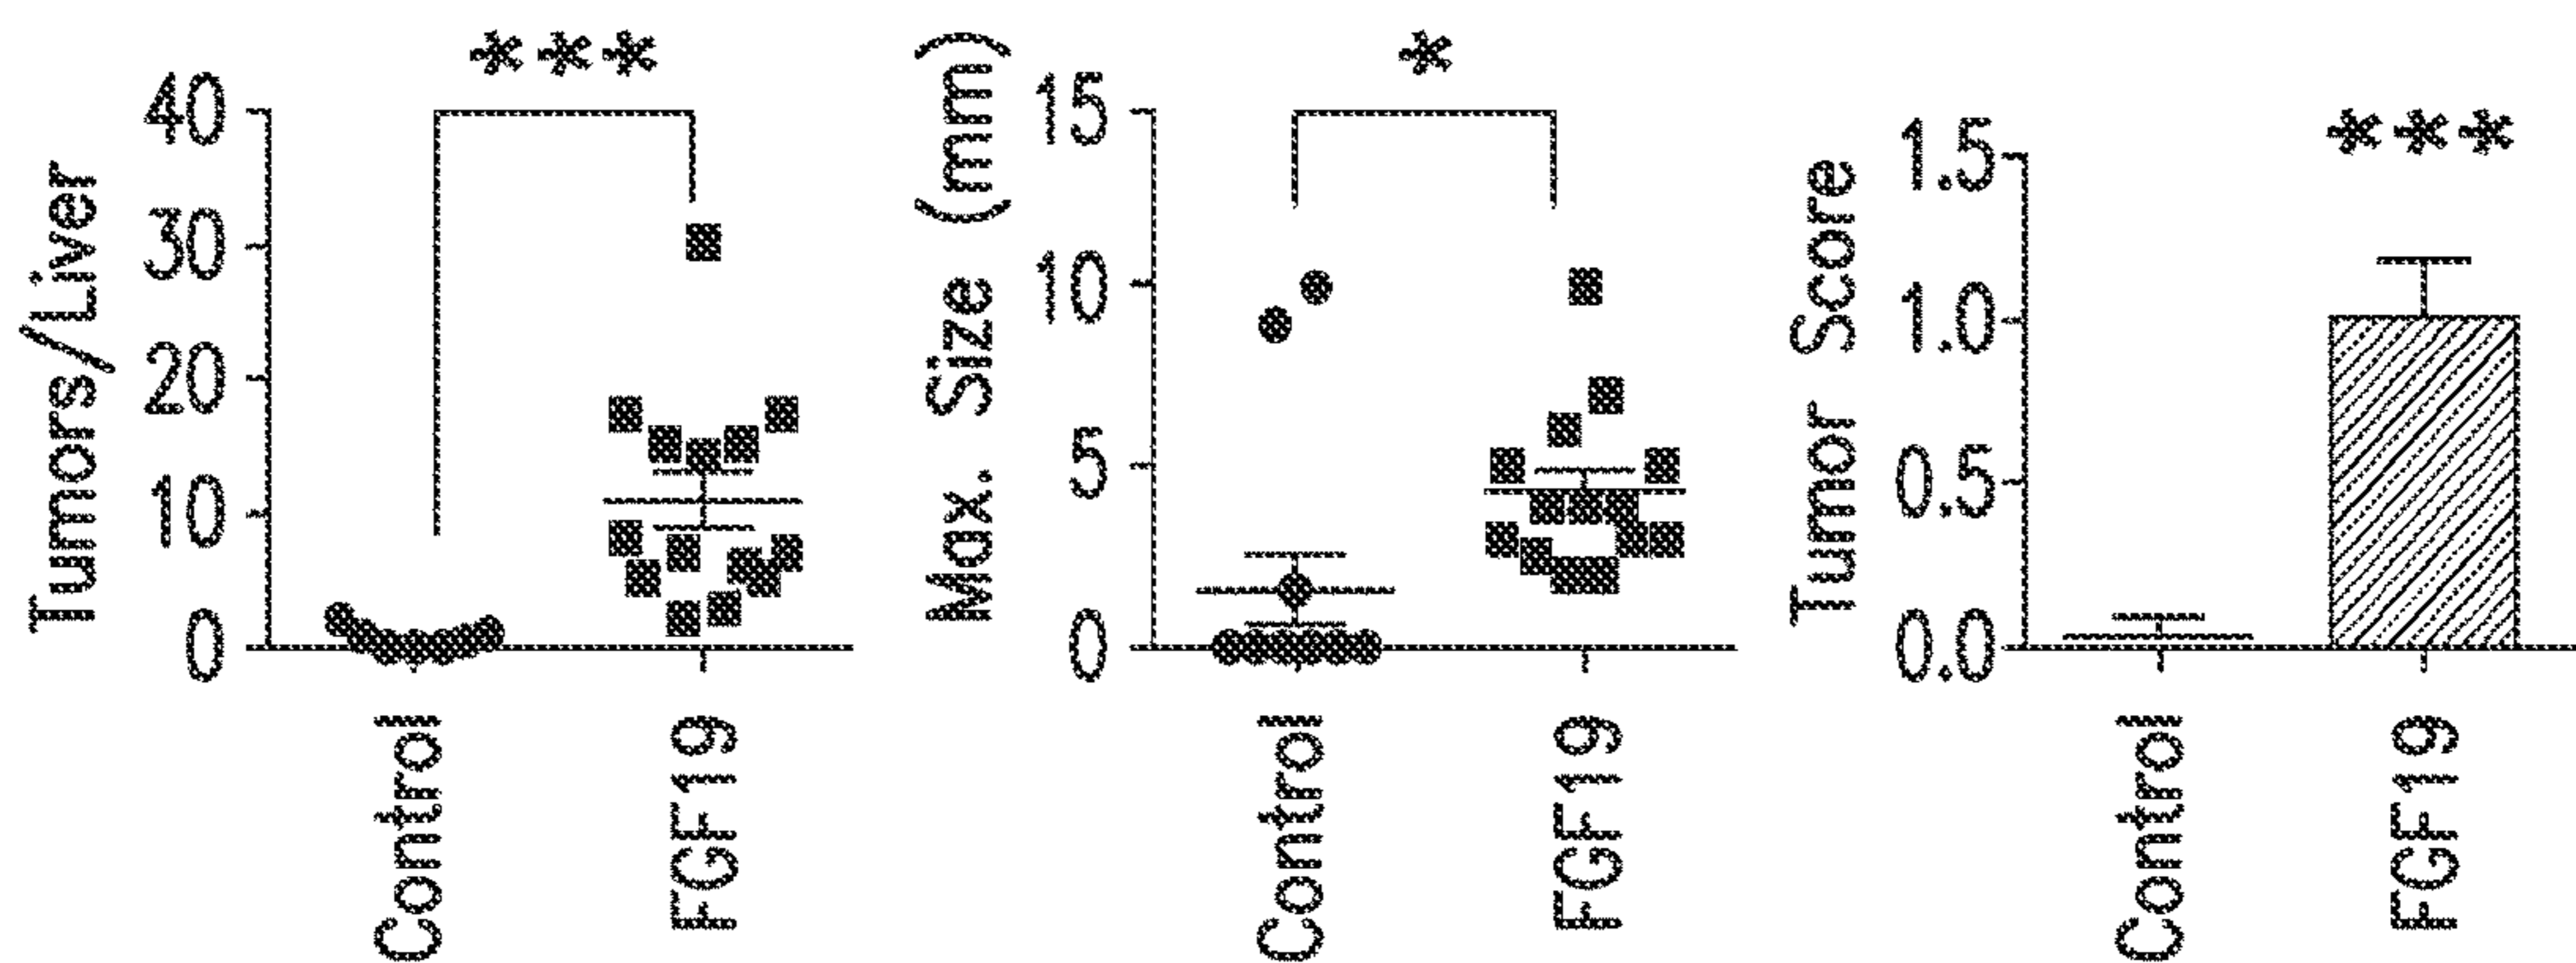 Tumors/Liver
40
30
20
10
0
***
Control
FGF19
Max. Size (mm)
15
10
5
0
*
Control
FGF19
Tumor Score
1.5
1.0
0.5
0.0
***
Control
FGF19